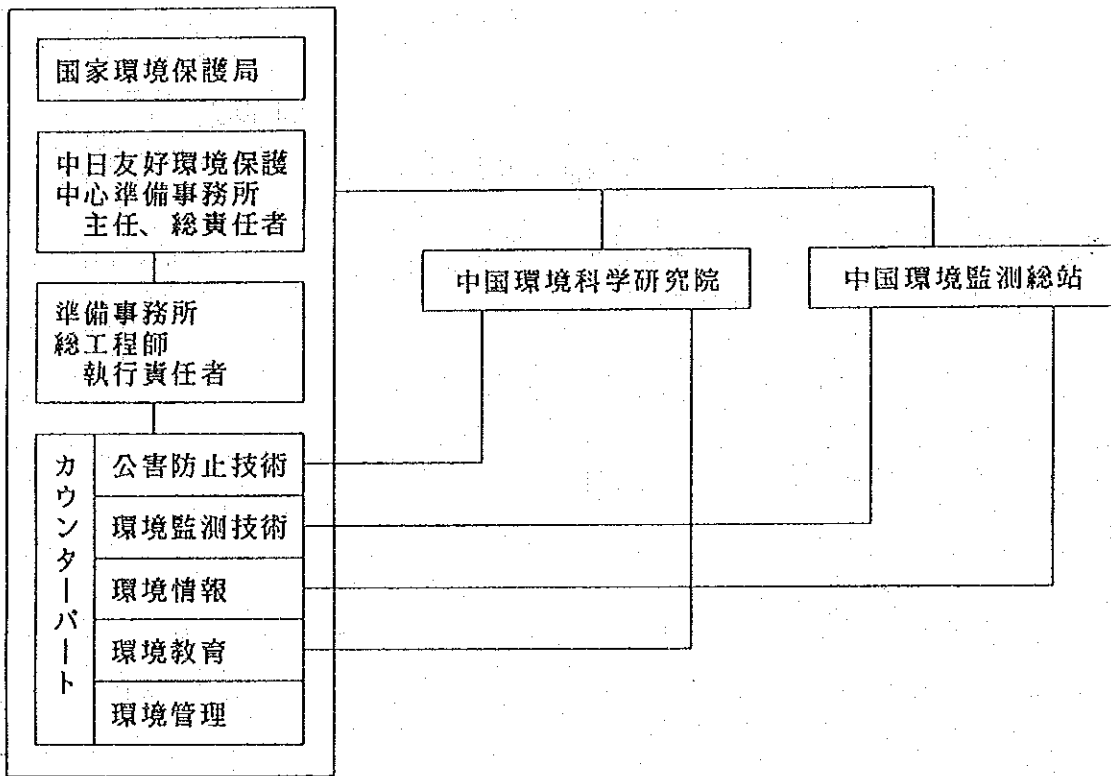 国家環境保護局
中日友好環境保護
中心準備事務所
主任、総責任者
準備事務所
総工程師
執行責任者
中国環境科学研究院
中国環境監測総站
カウンターパート
公害防止技術
環境監測技術
環境情報
環境教育
環境管理